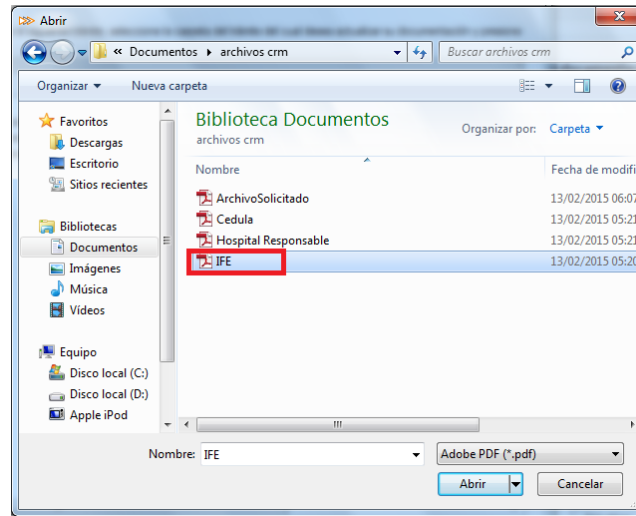 Abrir
« Documentos ▸ archivos crm
Buscar archivos crm
Organizar
Nueva carpeta
Favoritos
Descargas
Escritorio
Sitios recientes
Bibliotecas
Documentos
Imágenes
Música
Vídeos
Equipo
Disco local (C:)
Disco local (D:)
Apple iPod
Biblioteca Documentos
archivos crm
Organizar por: Carpeta
Nombre Fecha de modifi
ArchivoSolicitado 13/02/2015 06:07
Cedula 13/02/2015 05:21
Hospital Responsable 13/02/2015 05:21
IFE 13/02/2015 05:20
Nombre: IFE
Adobe PDF (*.pdf)
Abrir
Cancelar